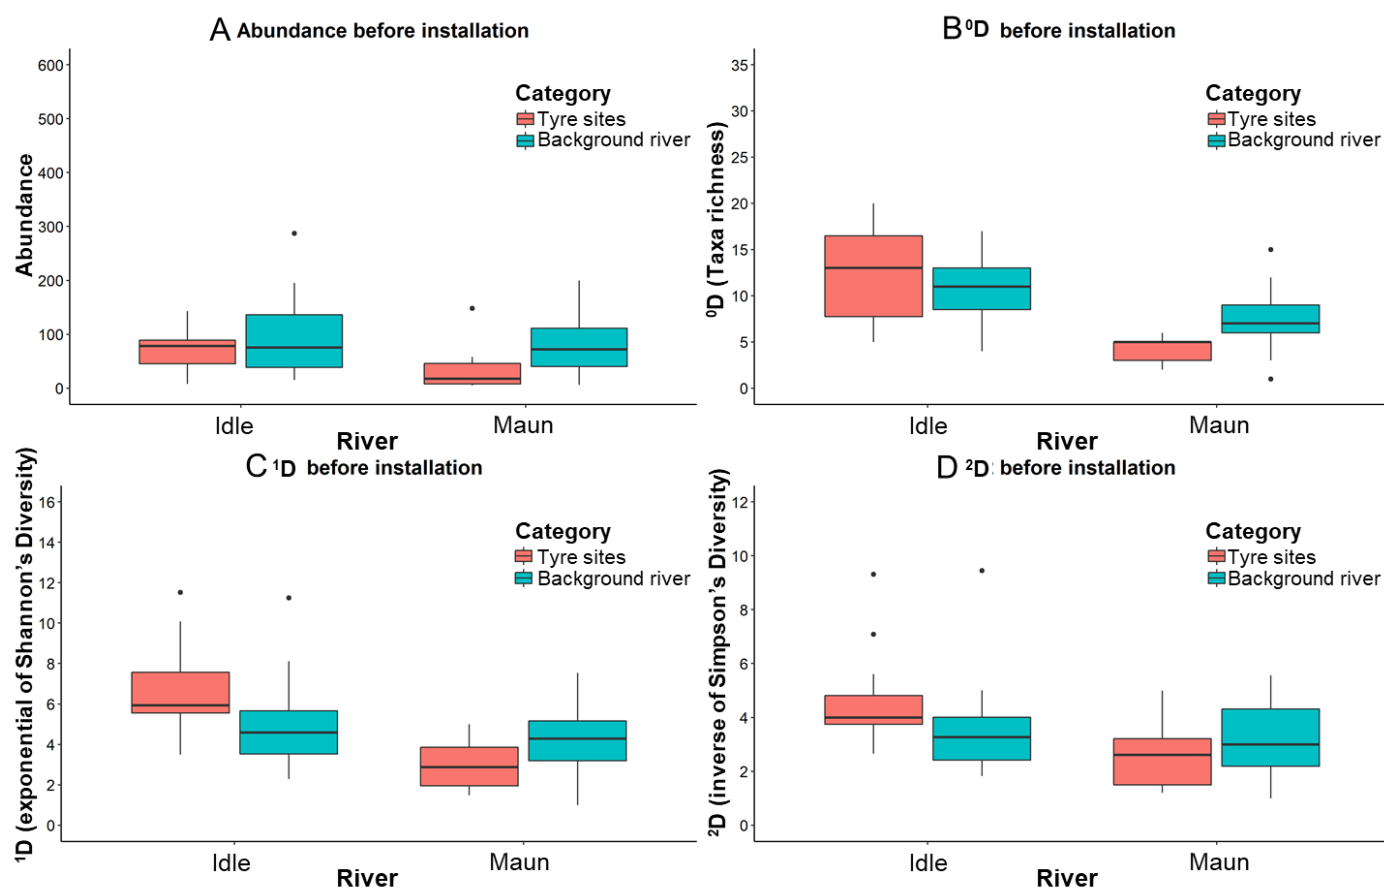 A Abundance before installation
600
500
400
300
200
100
0
Abundance
Category
Tyre sites
Background river
Idle
Maun
River
B ⁰D before installation
35
30
25
20
15
10
5
0
⁰D (Taxa richness)
Category
Tyre sites
Background river
Idle
Maun
River
C ¹D before installation
16
14
12
10
8
6
4
2
0
¹D (exponential of Shannon's Diversity)
Category
Tyre sites
Background river
Idle
Maun
River
D ²D before installation
12
10
8
6
4
2
0
²D (inverse of Simpson's Diversity)
Category
Tyre sites
Background river
Idle
Maun
River